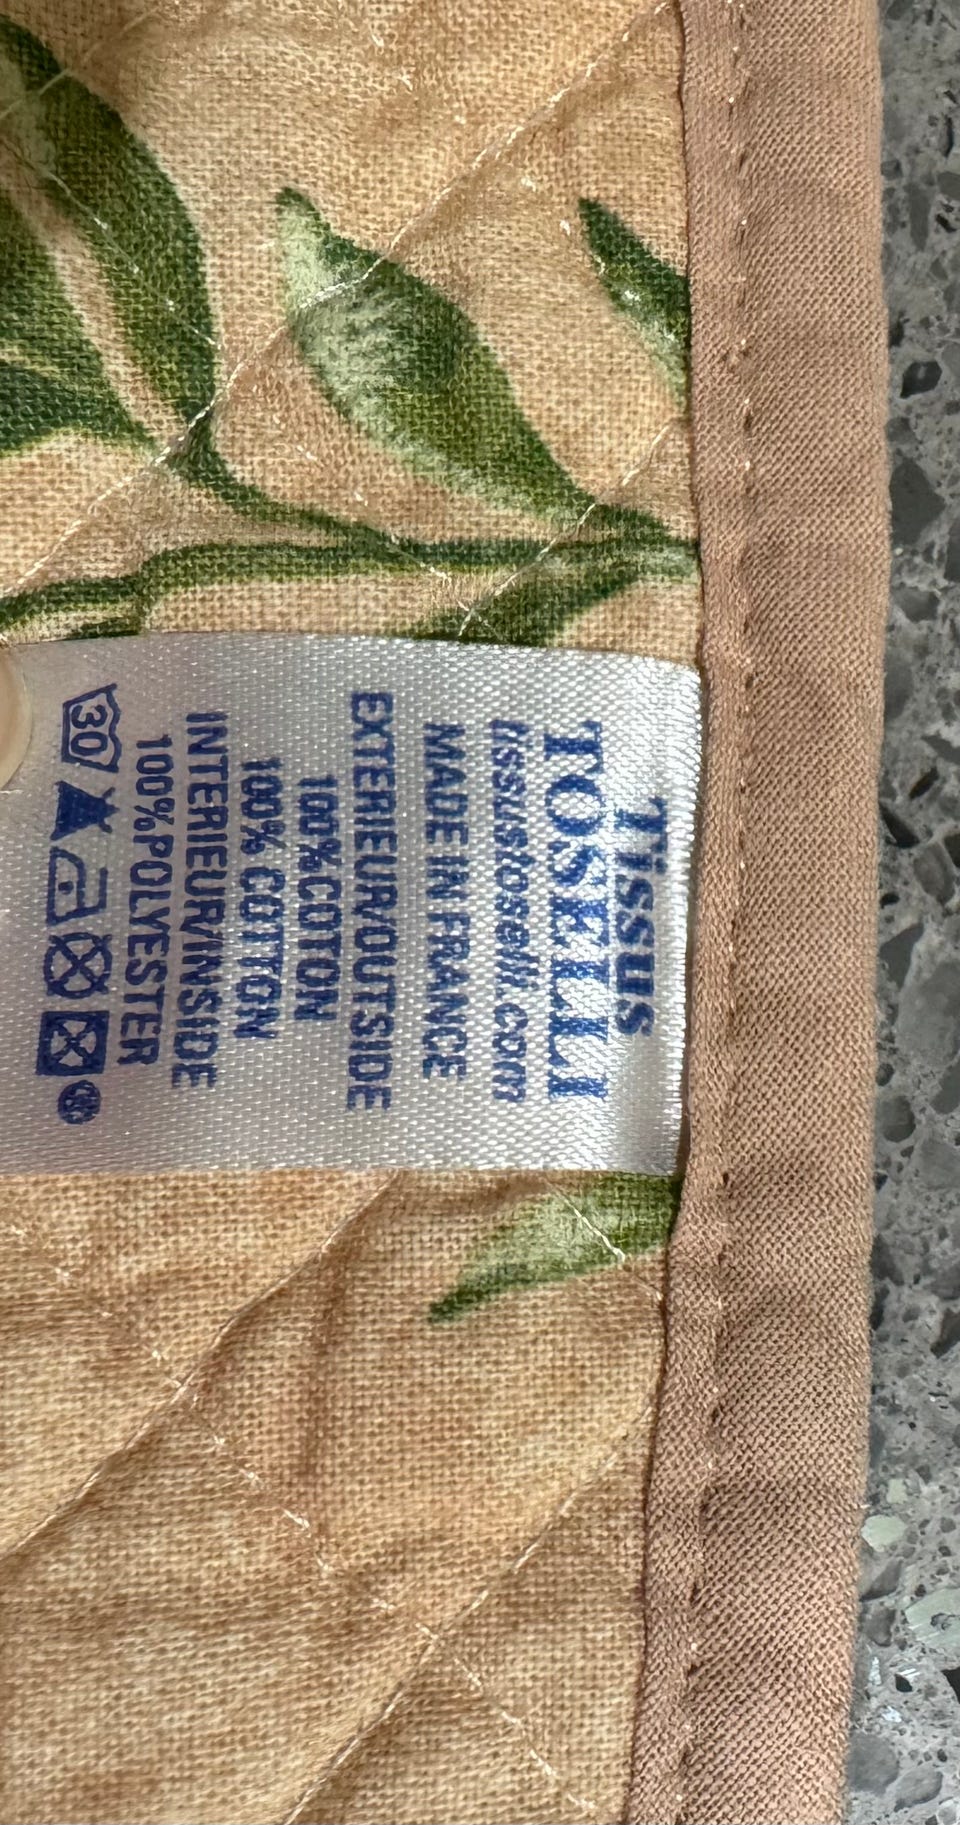 Tissus
TOSELLI
tissustoselli.com
MADE IN FRANCE
EXTERIEUR/OUTSIDE
100%COTON
100% COTTON
INTERIEUR/INSIDE
100%POLYESTER
30